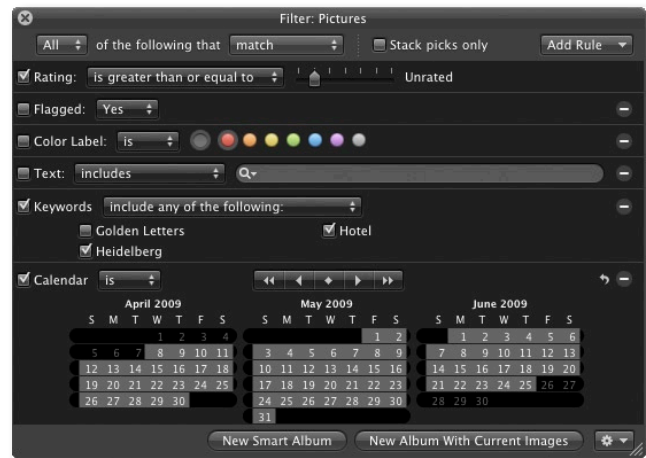 Filter: Pictures
All of the following that match Stack picks only Add Rule
Rating: is greater than or equal to Unrated
Flagged: Yes
Color Label: is
Text: includes
Keywords include any of the following:
Golden Letters Hotel
Heidelberg
Calendar is
April 2009 May 2009 June 2009
S M T W T F S S M T W T F S S M T W T F S
1 2 3 4 1 2 1 2 3 4 5 6
5 6 7 8 9 10 11 3 4 5 6 7 8 9 7 8 9 10 11 12 13
12 13 14 15 16 17 18 10 11 12 13 14 15 16 14 15 16 17 18 19 20
19 20 21 22 23 24 25 17 18 19 20 21 22 23 21 22 23 24 25 26 27
26 27 28 29 30 24 25 26 27 28 29 30 28 29 30
31
New Smart Album New Album With Current Images